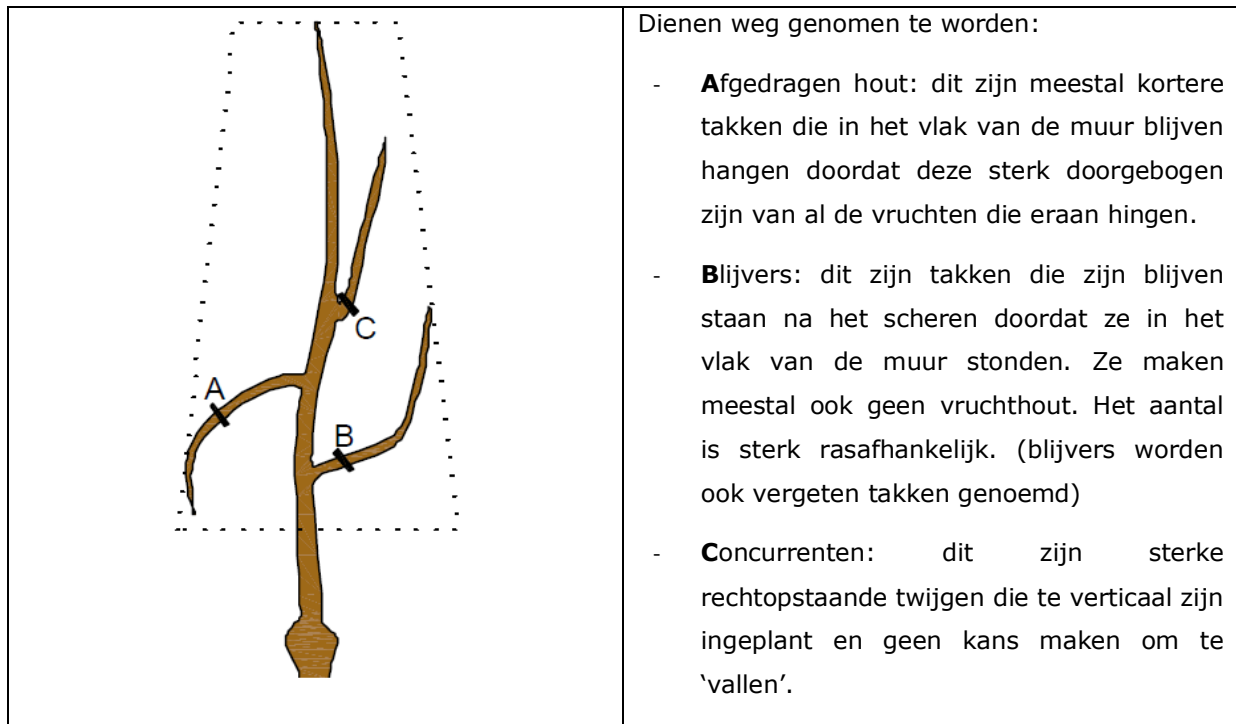 A
B
C
Dienen weg genomen te worden:
- Afgedragen hout: dit zijn meestal kortere
takken die in het vlak van de muur blijven
hangen doordat deze sterk doorgebogen
zijn van al de vruchten die eraan hingen.
- Blijvers: dit zijn takken die zijn blijven
staan na het scheren doordat ze in het
vlak van de muur stonden. Ze maken
meestal ook geen vruchthout. Het aantal
is sterk rasafhankelijk. (blijvers worden
ook vergeten takken genoemd)
- Concurrenten: dit zijn sterke
rechtopstaande twijgen die te verticaal zijn
ingeplant en geen kans maken om te
‘vallen’.